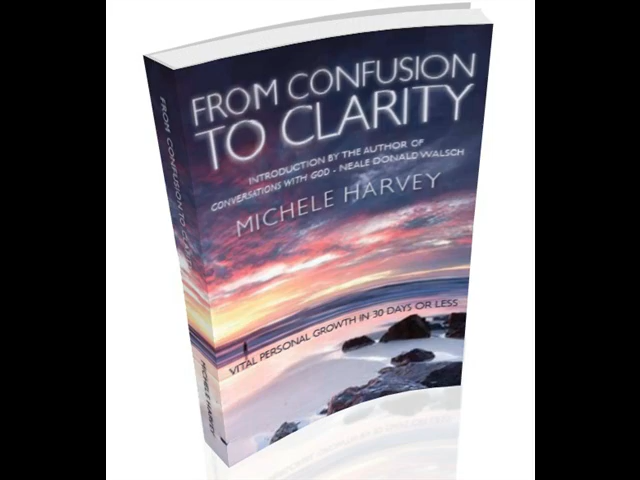 FROM CONFUSION
TO CLARITY
INTRODUCTION BY THE AUTHOR OF
CONVERSATIONS WITH GOD - NEALE DONALD WALSCH
MICHELE HARVEY
VITAL PERSONAL GROWTH IN 30 DAYS OR LESS
FROM CONFUSION TO CLARITY
MICHELE HARVEY